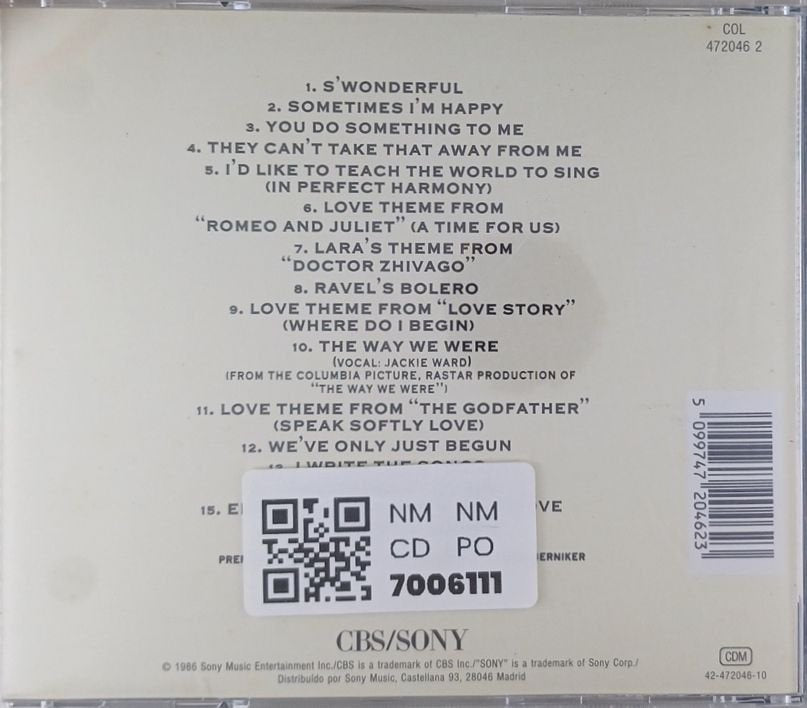 COL
472046 2
1. S'WONDERFUL
2. SOMETIMES I'M HAPPY
3. YOU DO SOMETHING TO ME
4. THEY CAN'T TAKE THAT AWAY FROM ME
5. I'D LIKE TO TEACH THE WORLD TO SING
(IN PERFECT HARMONY)
6. LOVE THEME FROM
"ROMEO AND JULIET" (A TIME FOR US)
7. LARA'S THEME FROM
"DOCTOR ZHIVAGO"
8. RAVEL'S BOLERO
9. LOVE THEME FROM "LOVE STORY"
(WHERE DO I BEGIN)
10. THE WAY WE WERE
(VOCAL: JACKIE WARD)
(FROM THE COLUMBIA PICTURE, RASTAR PRODUCTION OF
"THE WAY WE WERE")
11. LOVE THEME FROM "THE GODFATHER"
(SPEAK SOFTLY LOVE)
12. WE'VE ONLY JUST BEGUN
13. I WRITE THE SONGS
15.
NM NM
CD PO
7006111
5 099747 204623
CBS/SONY
© 1986 Sony Music Entertainment Inc./CBS is a trademark of CBS Inc./"SONY" is a trademark of Sony Corp./
Distribuído por Sony Music, Castellana 93, 28046 Madrid
CDM
42-472046-10